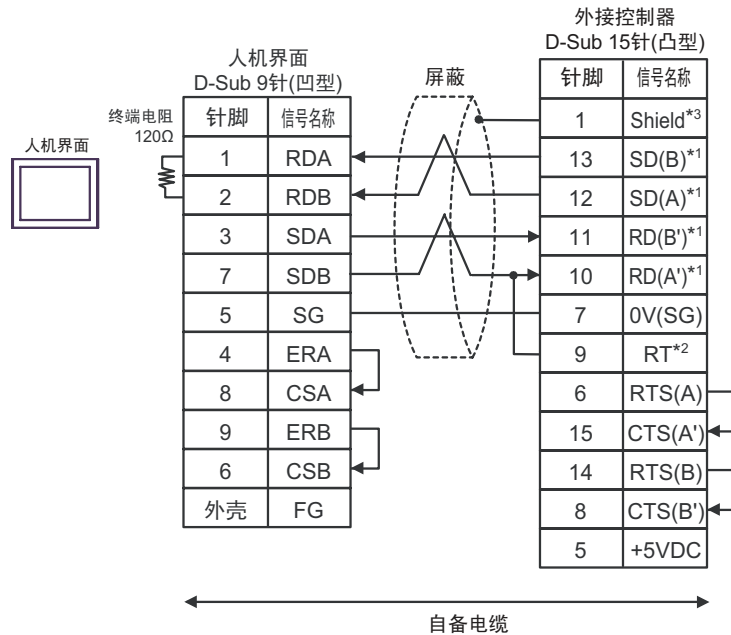 外接控制器
D-Sub 15针(凸型)
人机界面
D-Sub 9针(凹型)
屏蔽
终端电阻
120Ω
人机界面
针脚 信号名称
1 RDA
2 RDB
3 SDA
7 SDB
5 SG
4 ERA
8 CSA
9 ERB
6 CSB
外壳 FG
针脚 信号名称
1 Shield*3
13 SD(B)*1
12 SD(A)*1
11 RD(B')*1
10 RD(A')*1
7 0V(SG)
9 RT*2
6 RTS(A)
15 CTS(A')
14 RTS(B)
8 CTS(B')
5 +5VDC
自备电缆